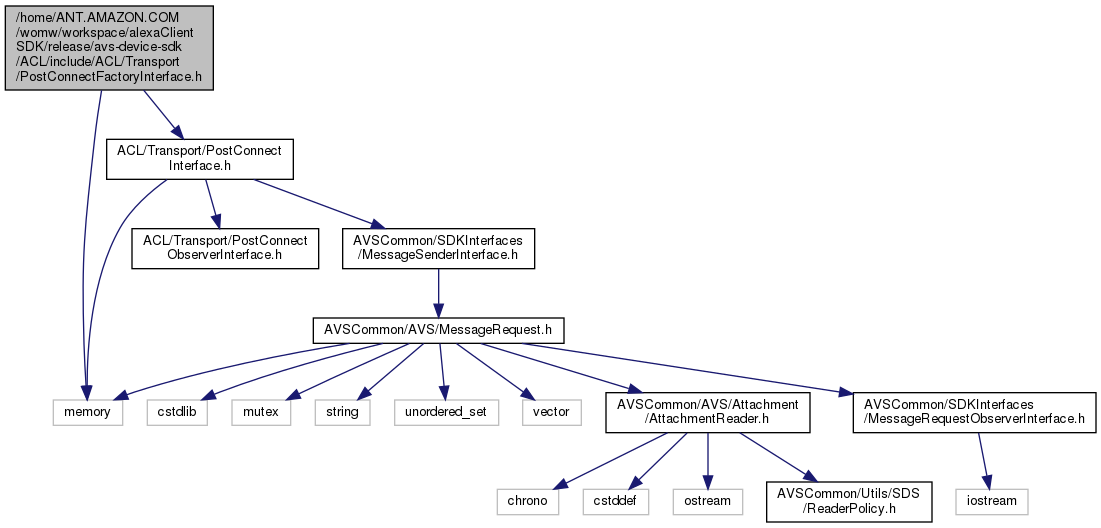 /home/ANT.AMAZON.COM
/womw/workspace/alexaClient
SDK/release/avs-device-sdk
/ACL/include/ACL/Transport
/PostConnectFactoryInterface.h
ACL/Transport/PostConnect
Interface.h
ACL/Transport/PostConnect
ObserverInterface.h
AVSCommon/SDKInterfaces
/MessageSenderInterface.h
AVSCommon/AVS/MessageRequest.h
memory
cstdlib
mutex
string
unordered_set
vector
AVSCommon/AVS/Attachment
/AttachmentReader.h
AVSCommon/SDKInterfaces
/MessageRequestObserverInterface.h
chrono
cstddef
ostream
AVSCommon/Utils/SDS
/ReaderPolicy.h
iostream